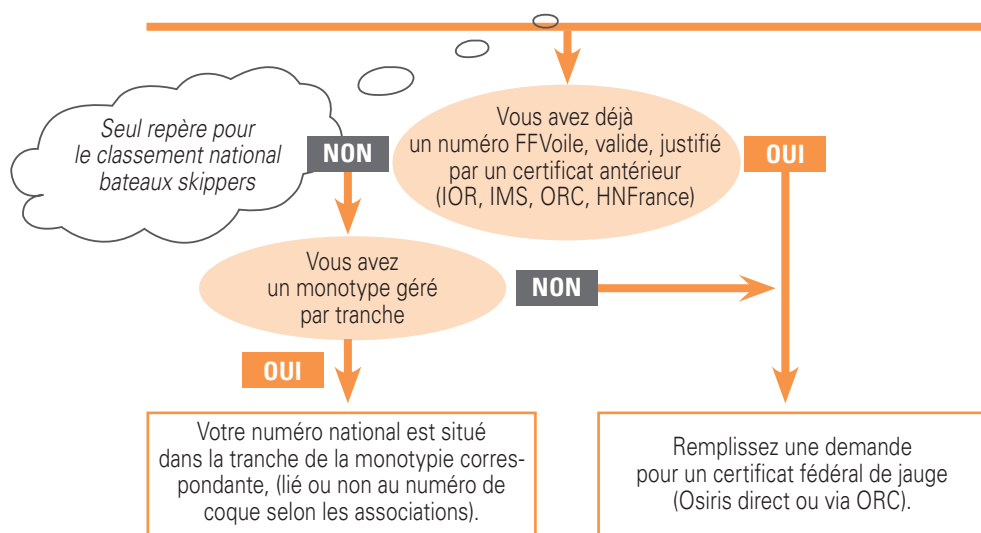 Seul repère pour
le classement national
bateaux skippers
NON
Vous avez déjà
un numéro FFVoile, valide, justifié
par un certificat antérieur
(IOR, IMS, ORC, HNFrance)
OUI
Vous avez
un monotype géré
par tranche
NON
OUI
Votre numéro national est situé
dans la tranche de la monotypie corres-
pondante, (lié ou non au numéro de
coque selon les associations).
Remplissez une demande
pour un certificat fédéral de jauge
(Osiris direct ou via ORC).